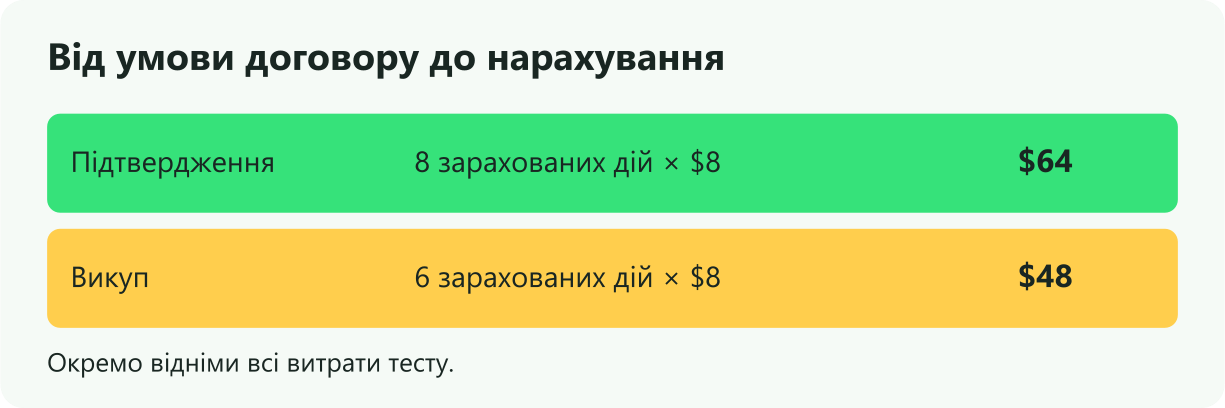 Від умови договору до нарахування
Підтвердження 8 зарахованих дій × $8 $64
Викуп 6 зарахованих дій × $8 $48
Окремо відніми всі витрати тесту.